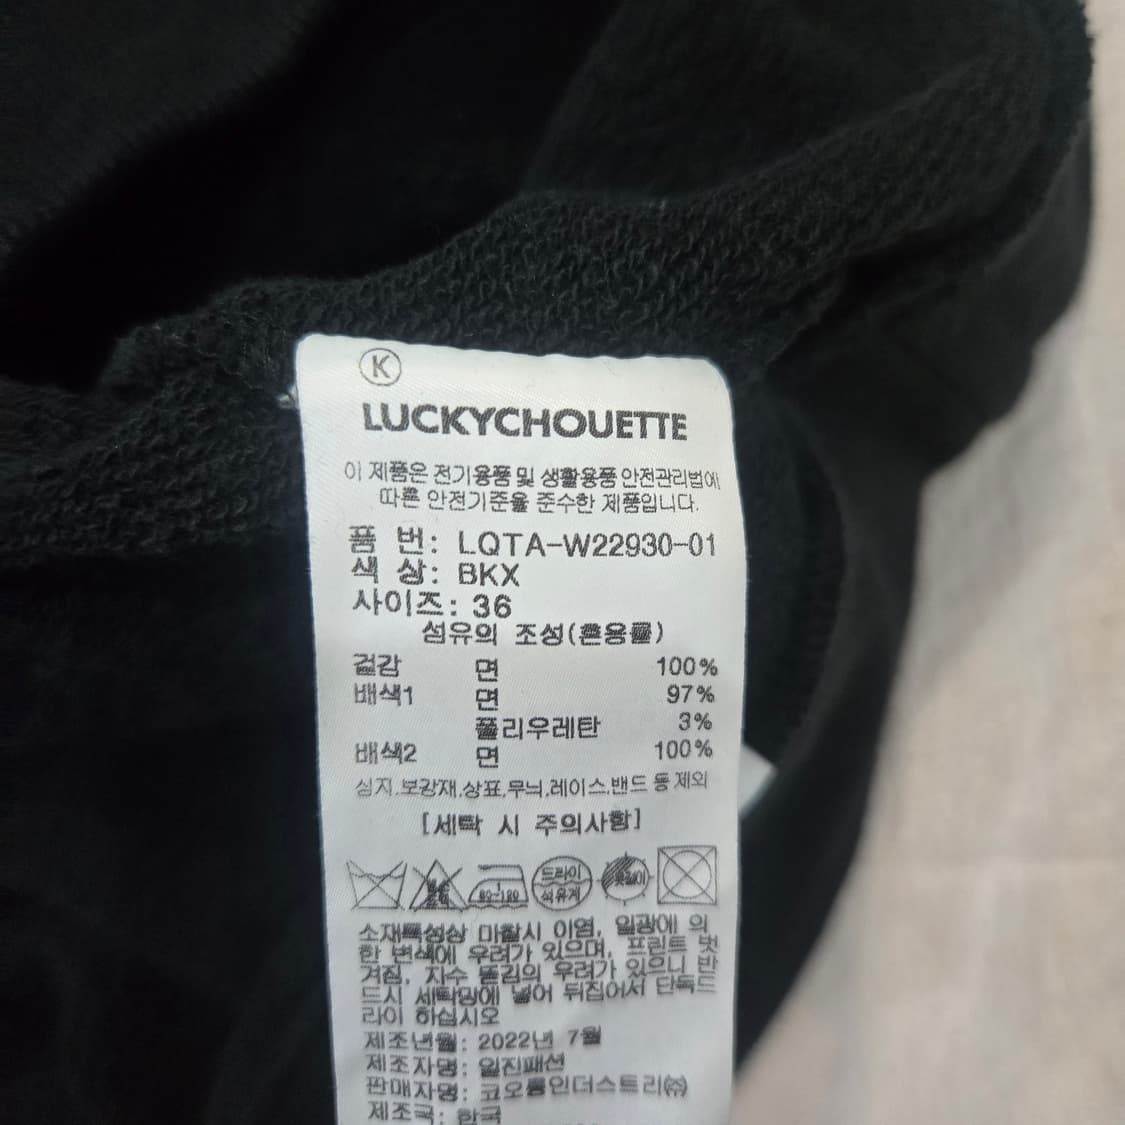 K
LUCKYCHOUETTE
이 제품은 전기용품 및 생활용품 안전관리법에
따른 안전기준을 준수한 제품입니다.
품 번: LQTA-W22930-01
색 상: BKX
사이즈: 36
섬유의 조성(혼용률)
겉감 면 100%
배색1 면 97%
폴리우레탄 3%
배색2 면 100%
심지.보강재.상표.무늬.레이스.밴드 등 제외
[세탁 시 주의사항]
80-120 드라이 석유계 옷걸이
소재특성상 마찰시 이염, 일광에 의
한 변색에 우려가 있으며, 프린트 벗
겨짐, 자수 뜯김의 우려가 있으니 반
드시 세탁망에 넣어 뒤집어서 단독드
라이 하십시오
제조년월: 2022년 7월
제조자명: 일진패션
판매자명: 코오롱인더스트리㈜
제조국: 한국